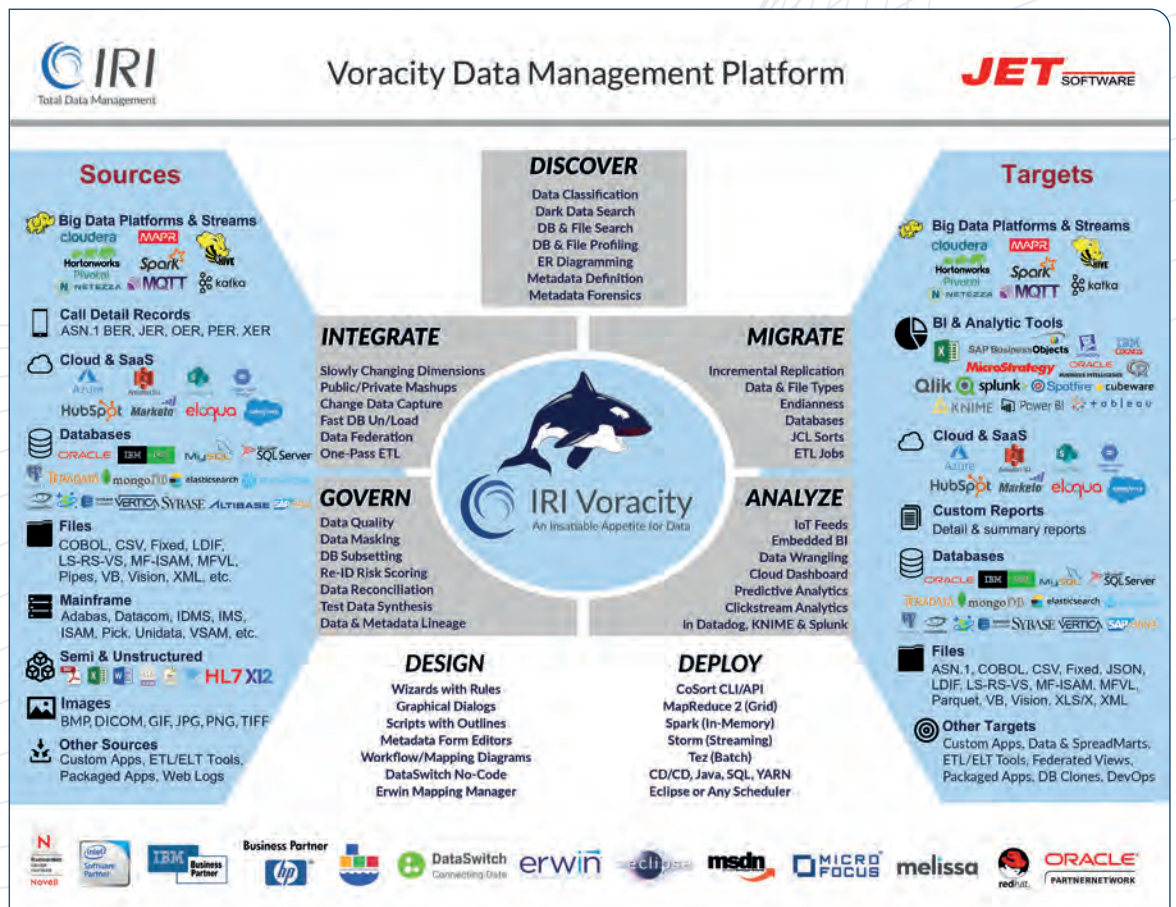 IRI
Total Data Management
Voracity Data Management Platform
JET SOFTWARE
Sources
Big Data Platforms & Streams
cloudera MAPR HIVE
Hortonworks Spark
Pivotal
NETEZZA MQTT kafka
Call Detail Records
ASN.1 BER, JER, OER, PER, XER
Cloud & SaaS
Azure
HubSpot Marketo eloqua
Databases
ORACLE IBM MySQL SQL Server
TERADATA mongoDB elasticsearch
VERTICA SYBASE ALTIBASE SAP
Files
COBOL, CSV, Fixed, LDIF,
LS-RS-VS, MF-ISAM, MFVL,
Pipes, VB, Vision, XML, etc.
Mainframe
Adabas, Datacom, IDMS, IMS,
ISAM, Pick. Unidata, VSAM, etc.
Semi & Unstructured
HL7 XI2
Images
BMP, DICOM, GIF, JPG, PNG, TIFF
Other Sources
Custom Apps, ETL/ELT Tools,
Packaged Apps, Web Logs
DISCOVER
Data Classification
Dark Data Search
DB & File Search
DB & File Profiling
ER Diagramming
Metadata Definition
Metadata Forensics
INTEGRATE
Slowly Changing Dimensions
Public/Private Mashups
Change Data Capture
Fast DB Un/Load
Data Federation
One-Pass ETL
MIGRATE
Incremental Replication
Data & File Types
Endianness
Databases
JCL Sorts
ETL Jobs
IRI Voracity
An Insatiable Appetite for Data
GOVERN
Data Quality
Data Masking
DB Subsetting
Re-ID Risk Scoring
Data Reconciliation
Test Data Synthesis
Data & Metadata Lineage
ANALYZE
IoT Feeds
Embedded BI
Data Wrangling
Cloud Dashboard
Predictive Analytics
Clickstream Analytics
In Datadog, KNIME & Splunk
DESIGN
Wizards with Rules
Graphical Dialogs
Scripts with Outlines
Metadata Form Editors
Workflow/Mapping Diagrams
DataSwitch No-Code
Erwin Mapping Manager
DEPLOY
CoSort CLI/API
MapReduce 2 (Grid)
Spark (In-Memory)
Storm (Streaming)
Tez (Batch)
CD/CD, Java, SQL, YARN
Eclipse or Any Scheduler
Targets
Big Data Platforms & Streams
cloudera MAPR HIVE
Hortonworks Spark
Pivotal
NETEZZA MQTT kafka
BI & Analytic Tools
SAP BusinessObjects IBM COGNOS
MicroStrategy ORACLE BUSINESS INTELLIGENCE
Qlik splunk> Spotfire cubeware
KNIME Power BI +tableau
Cloud & SaaS
Azure
HubSpot Marketo eloqua
Custom Reports
Detail & summary reports
Databases
ORACLE IBM MySQL SQL Server
TERADATA mongoDB elasticsearch
SYBASE VERTICA SAP
Files
ASN.1, COBOL, CSV, Fixed, JSON,
LDIF, LS-RS-VS, MF-ISAM, MFVL,
Parquet, VB, Vision, XLS/X, XML
Other Targets
Custom Apps, Data & SpreadMarts,
ETL/ELT Tools, Federated Views,
Packaged Apps, DB Clones, DevOps
N Novell
intel Software Partner
IBM Business Partner
Business Partner hp
DataSwitch
Connecting Data
erwin
eclipse
msdn
MICRO FOCUS
melissa
redhat.
ORACLE
PARTNERNETWORK